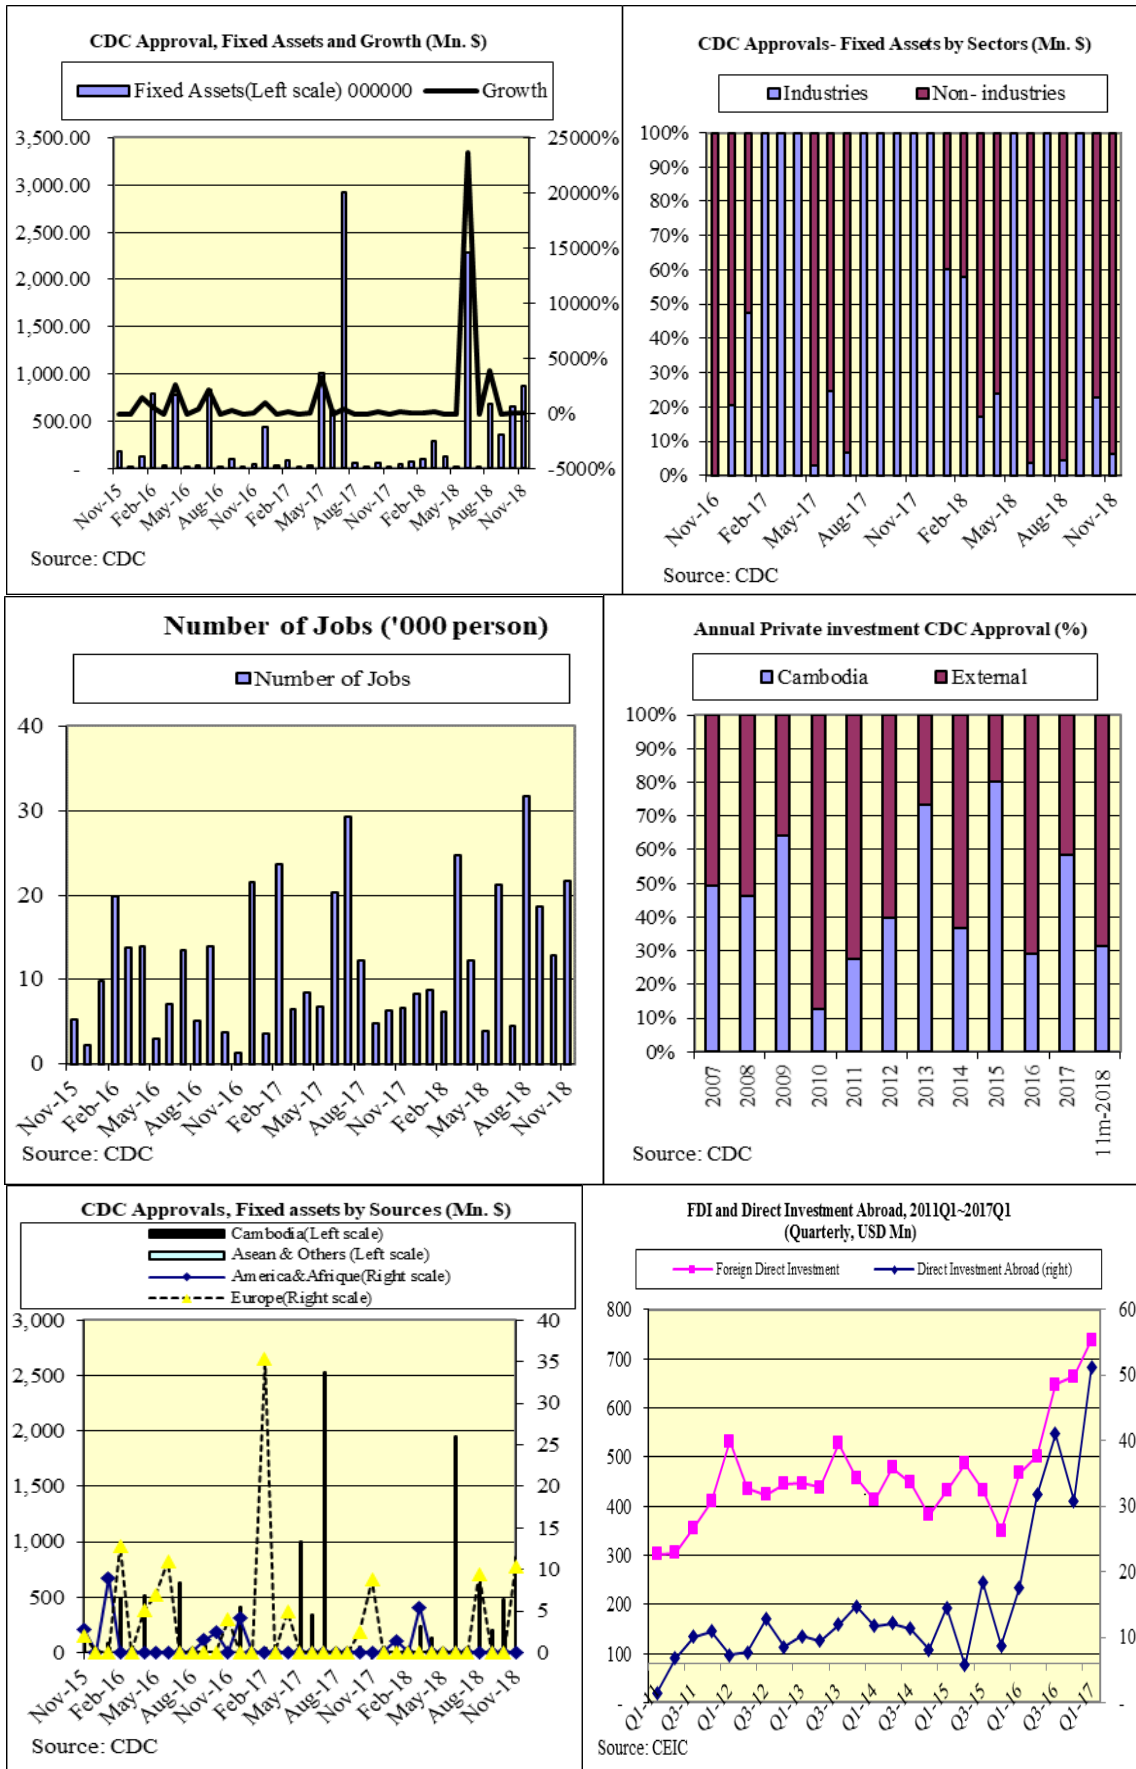 CDC Approval, Fixed Assets and Growth (Mn. $)
Fixed Assets(Left scale) 000000
Growth
3,500.00
3,000.00
2,500.00
2,000.00
1,500.00
1,000.00
500.00
-
25000%
20000%
15000%
10000%
5000%
0%
-5000%
Nov-15
Feb-16
May-16
Aug-16
Nov-16
Feb-17
May-17
Aug-17
Nov-17
Feb-18
May-18
Aug-18
Nov-18
Source: CDC
CDC Approvals- Fixed Assets by Sectors (Mn. $)
Industries
Non- industries
100%
90%
80%
70%
60%
50%
40%
30%
20%
10%
0%
Nov-16
Feb-17
May-17
Aug-17
Nov-17
Feb-18
May-18
Aug-18
Nov-18
Source: CDC
Number of Jobs ('000 person)
Number of Jobs
40
30
20
10
0
Nov-15
Feb-16
May-16
Aug-16
Nov-16
Feb-17
May-17
Aug-17
Nov-17
Feb-18
May-18
Aug-18
Nov-18
Source: CDC
Annual Private investment CDC Approval (%)
Cambodia
External
100%
90%
80%
70%
60%
50%
40%
30%
20%
10%
0%
2007
2008
2009
2010
2011
2012
2013
2014
2015
2016
2017
11m-2018
Source: CDC
CDC Approvals, Fixed assets by Sources (Mn. $)
Cambodia(Left scale)
Asean & Others (Left scale)
America&Afrique(Right scale)
Europe(Right scale)
3,000
2,500
2,000
1,500
1,000
500
0
40
35
30
25
20
15
10
5
0
Nov-15
Feb-16
May-16
Aug-16
Nov-16
Feb-17
May-17
Aug-17
Nov-17
Feb-18
May-18
Aug-18
Nov-18
Source: CDC
FDI and Direct Investment Abroad, 2011Q1~2017Q1
(Quarterly, USD Mn)
Foreign Direct Investment
Direct Investment Abroad (right)
800
700
600
500
400
300
200
100
-
60
50
40
30
20
10
-
Q3-11
Q1-12
Q3-12
Q1-13
Q3-13
Q1-14
Q3-14
Q1-15
Q3-15
Q1-16
Q3-16
Q1-17
Source: CEIC